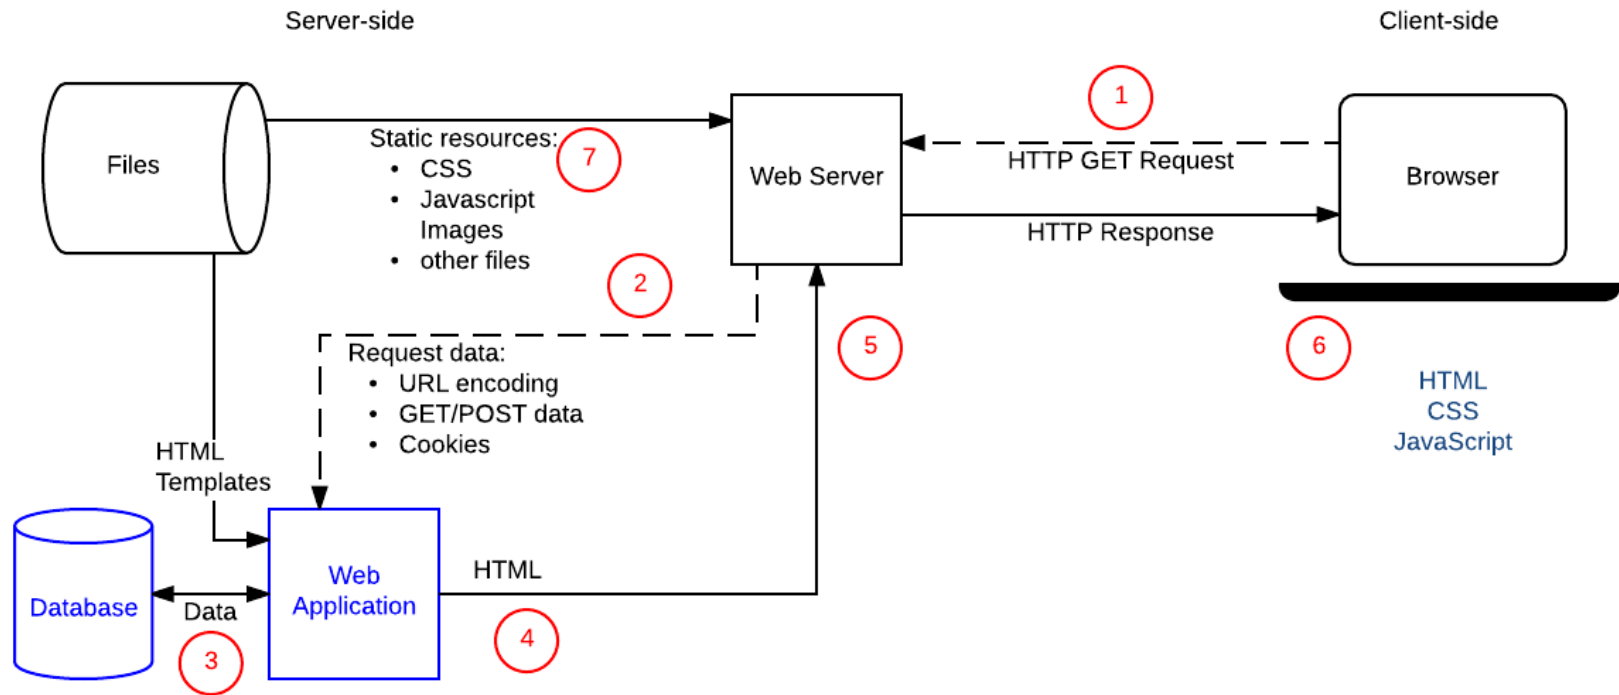 Server-side
Client-side
1
Static resources:
7
Files
CSS
HTTP GET Request
Web Server
Browser
Javascript
Images
HTTP Response
other files
2
5
6
Request data:
URL encoding
GET/POST data
Cookies
HTML
CSS
JavaScript
HTML
Templates
HTML
Web
Application
Database
Data
3
4